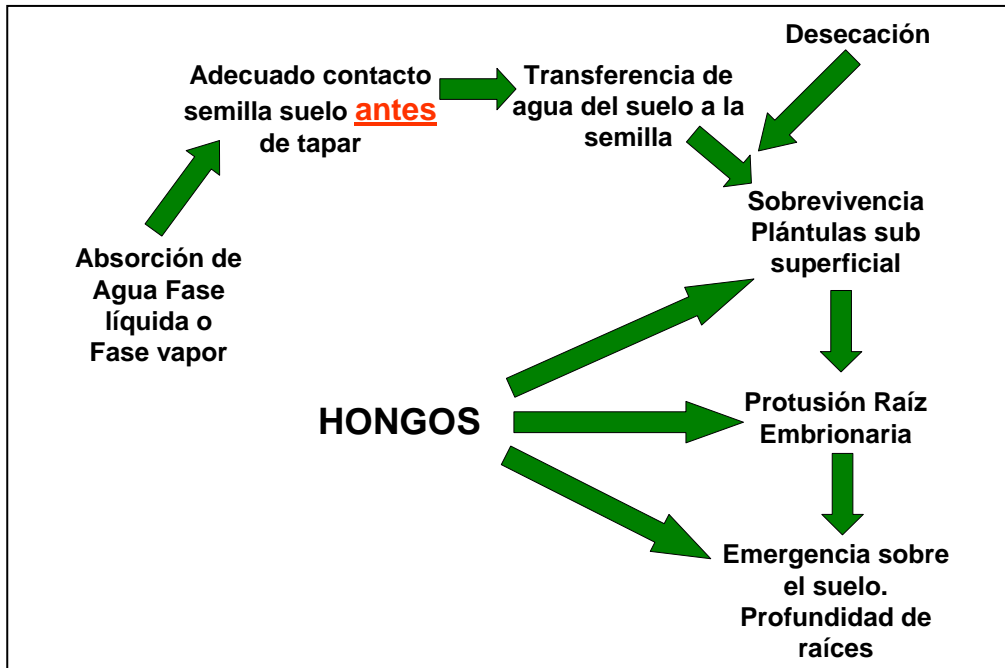 Desecación
Adecuado contacto
semilla suelo antes
de tapar
Transferencia de
agua del suelo a la
semilla
Sobrevivencia
Plántulas sub
superficial
Absorción de
Agua Fase
líquida o
Fase vapor
HONGOS
Protusión Raíz
Embrionaria
Emergencia sobre
el suelo.
Profundidad de
raíces